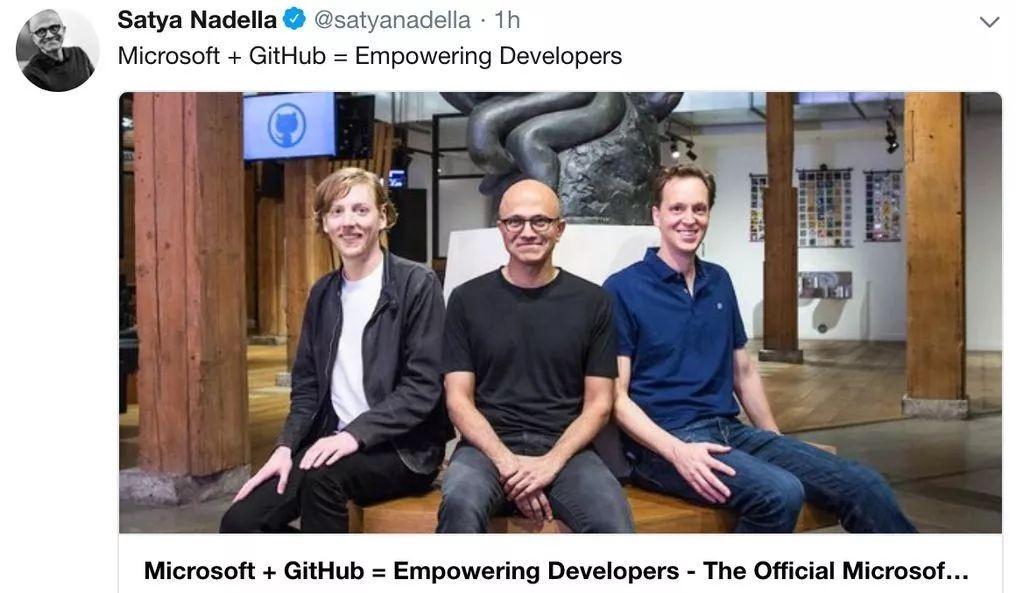 Satya Nadella @satyanadella · 1h
Microsoft + GitHub = Empowering Developers
Microsoft + GitHub = Empowering Developers - The Official Microsof...